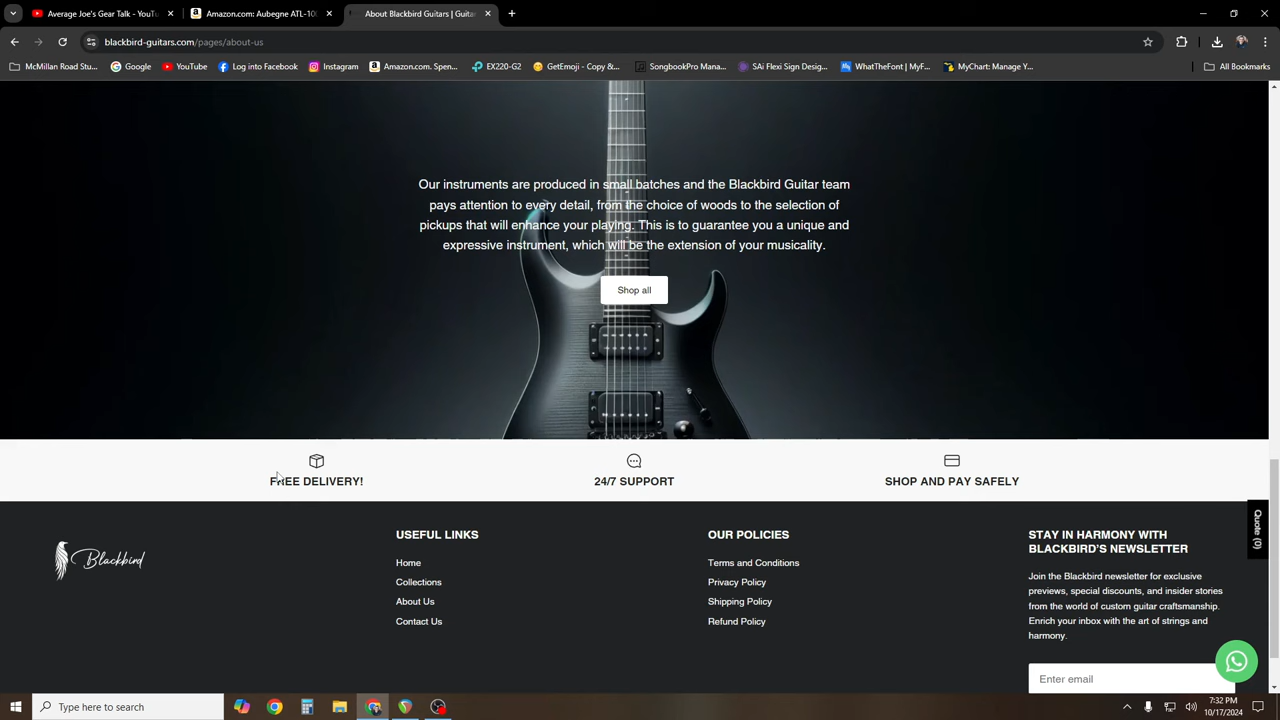 Average Joe's Gear Talk - YouTu
Amazon.com: Aubegne ATL-10
About Blackbird Guitars | Guita
blackbird-guitars.com/pages/about-us
McMillan Road Stu...
Google
YouTube
Log into Facebook
Instagram
Amazon.com. Spen...
EX220-G2
GetEmoji - Copy &...
SongbookPro Mana...
SAi Flexi Sign Desig...
WhatTheFont | MyF...
MyChart: Manage Y...
All Bookmarks
Our instruments are produced in small batches and the Blackbird Guitar team
pays attention to every detail, from the choice of woods to the selection of
pickups that will enhance your playing. This is to guarantee you a unique and
expressive instrument, which will be the extension of your musicality.
Shop all
FREE DELIVERY!
24/7 SUPPORT
SHOP AND PAY SAFELY
Quote (0)
Blackbird
USEFUL LINKS
Home
Collections
About Us
Contact Us
OUR POLICIES
Terms and Conditions
Privacy Policy
Shipping Policy
Refund Policy
STAY IN HARMONY WITH
BLACKBIRD'S NEWSLETTER
Join the Blackbird newsletter for exclusive
previews, special discounts, and insider stories
from the world of custom guitar craftsmanship.
Enrich your inbox with the art of strings and
harmony.
Enter email
Type here to search
7:32 PM
10/17/2024